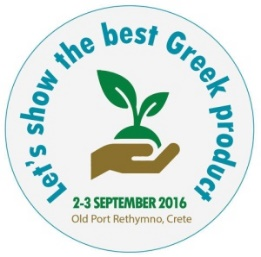 Let's show the best Greek product
2-3 SEPTEMBER 2016
Old Port Rethymno, Crete